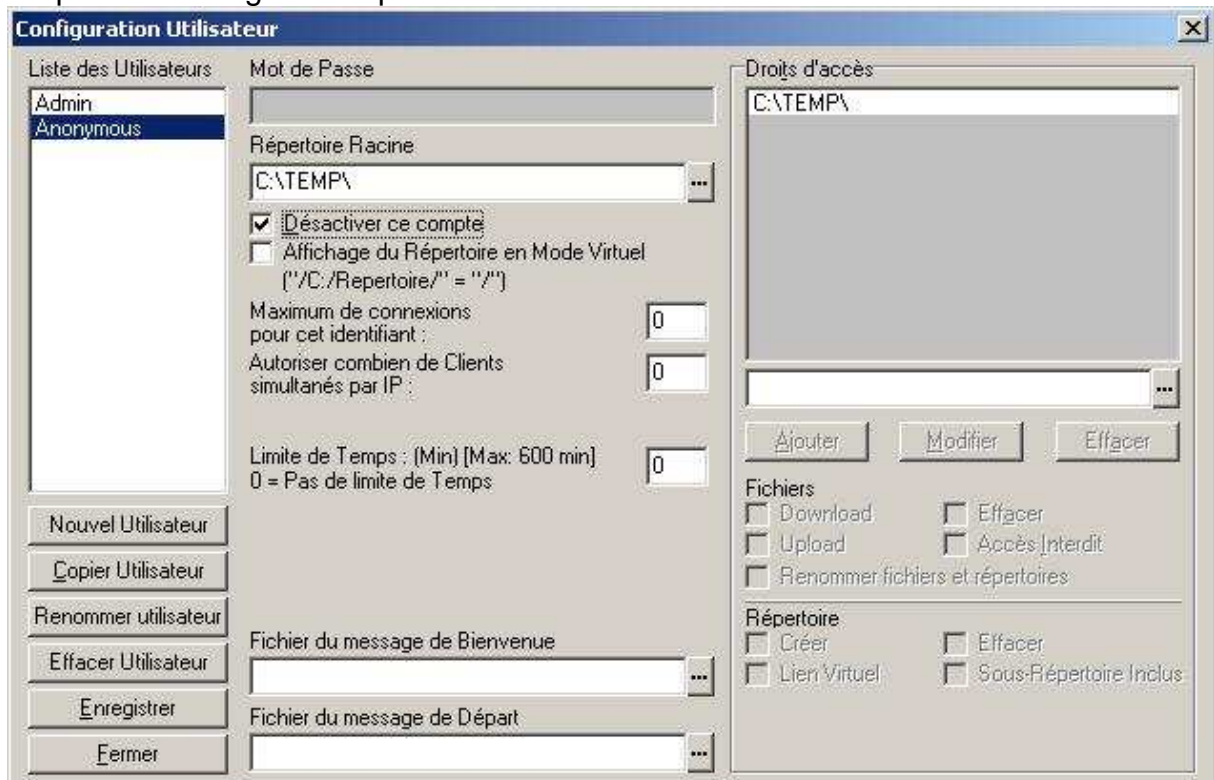 Configuration Utilisateur
Liste des Utilisateurs
Admin
Anonymous
Nouvel Utilisateur
Copier Utilisateur
Renommer utilisateur
Effacer Utilisateur
Enregistrer
Fermer
Mot de Passe
Répertoire Racine
C:\TEMP\
...
Désactiver ce compte
Affichage du Répertoire en Mode Virtuel
("/C:/Repertoire/" = "/")
Maximum de connexions
pour cet identifiant :
0
Autoriser combien de Clients
simultanés par IP :
0
Limite de Temps : (Min) [Max: 600 min]
0 = Pas de limite de Temps
0
Fichier du message de Bienvenue
...
Fichier du message de Départ
...
Droits d'accès
C:\TEMP\
...
Ajouter Modifier Effacer
Fichiers
Download Effacer
Upload Accès Interdit
Renommer fichiers et répertoires
Répertoire
Créer Effacer
Lien Virtuel Sous-Répertoire Inclus